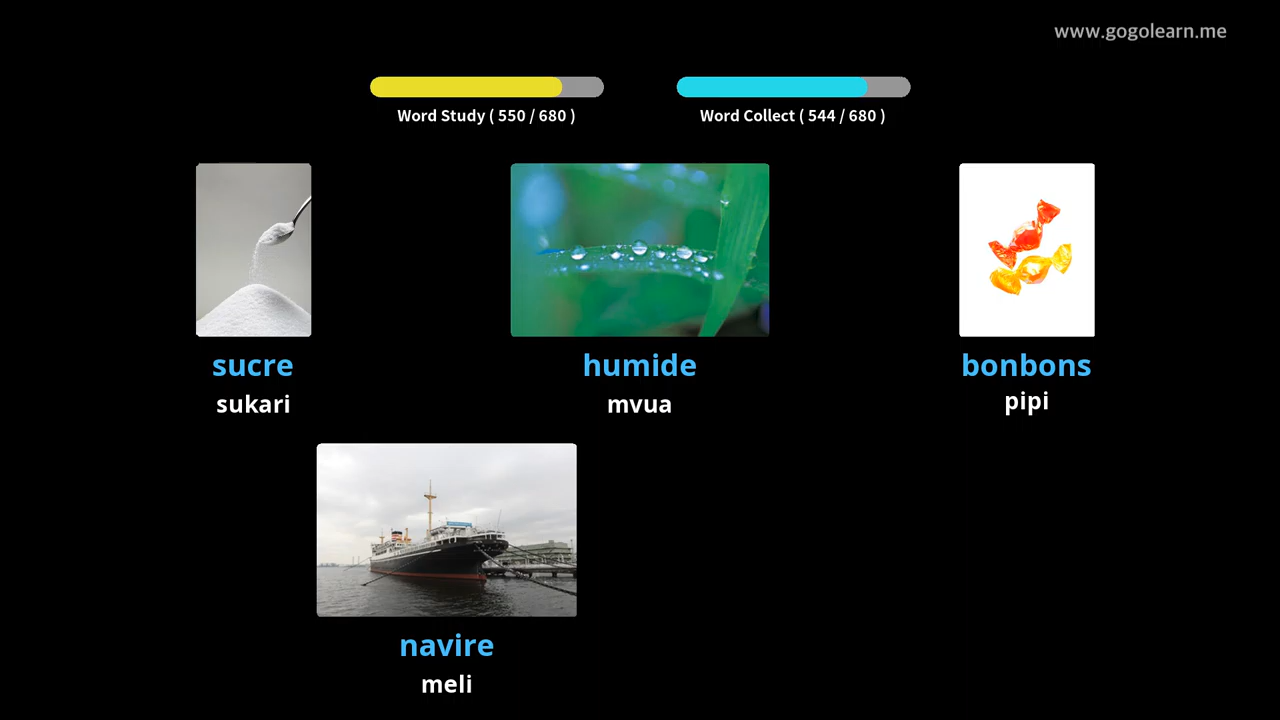 www.gogolearn.me
Word Study ( 550 / 680 )
Word Collect ( 544 / 680 )
sucre
sukari
humide
mvua
bonbons
pipi
navire
meli